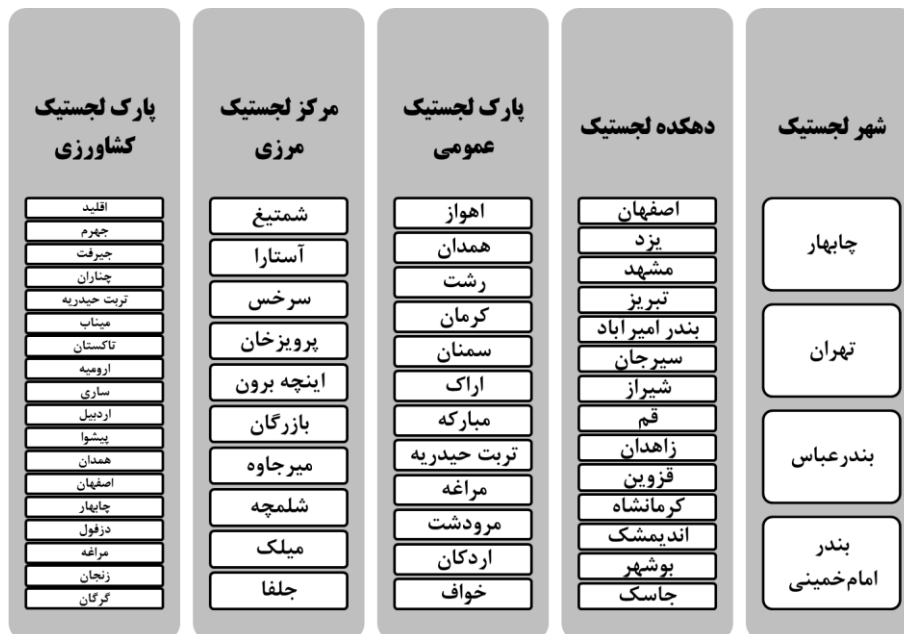 شهر لجستیک
چابهار
تهران
بندرعباس
بندر
امام‌خمینی
دهکده لجستیک
اصفهان
یزد
مشهد
تبریز
بندر امیر اباد
سیرجان
شیراز
قم
زاهدان
قزوین
کرمانشاه
اندیمشک
بوشهر
جاسک
پارک لجستیک
عمومی
اهواز
همدان
رشت
کرمان
سمنان
اراک
مبارکه
تربت حیدریه
مراغه
مرودشت
اردکان
خواف
مرکز لجستیک
مرزی
شمتیغ
آستارا
سرخس
پرویزخان
اینچه برون
بازرگان
میرجاوه
شلمچه
میلک
جلفا
پارک لجستیک
کشاورزی
اقلید
جهرم
جیرفت
چناران
تربت حیدریه
میناب
تاکستان
ارومیه
ساری
اردبیل
پیشوا
همدان
اصفهان
چابهار
دزفول
مراغه
زنجان
گرگان